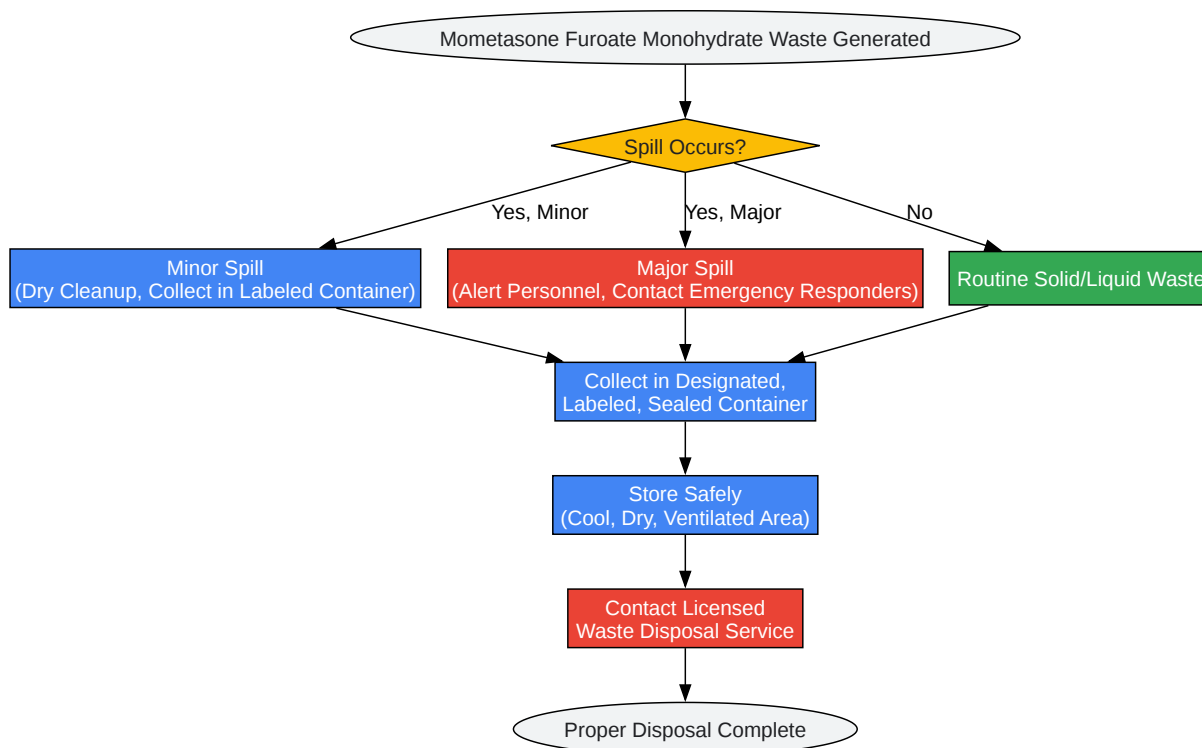 Mometasone Furoate Monohydrate Waste Generated
Spill Occurs?
Yes, Minor
Yes, Major
No
Minor Spill
(Dry Cleanup, Collect in Labeled Container)
Major Spill
(Alert Personnel, Contact Emergency Responders)
Routine Solid/Liquid Waste
Collect in Designated,
Labeled, Sealed Container
Store Safely
(Cool, Dry, Ventilated Area)
Contact Licensed
Waste Disposal Service
Proper Disposal Complete